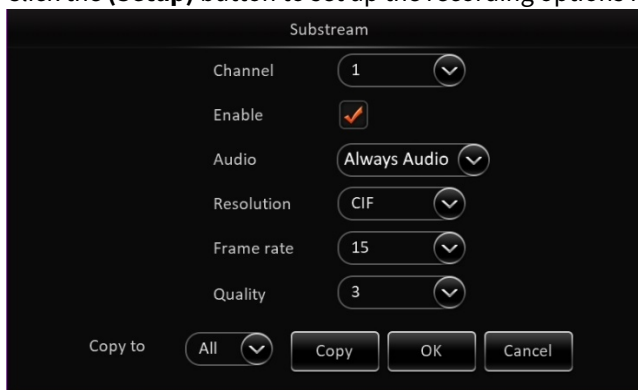 Click the (Setup) button to set up the recording options
Substream
Channel 1
Enable
Audio Always Audio
Resolution CIF
Frame rate 15
Quality 3
Copy to All Copy OK Cancel